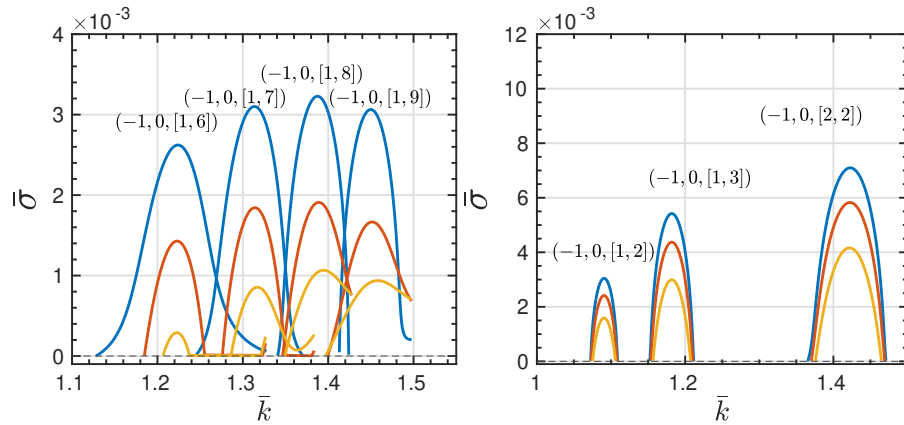 ×10⁻³
4
3
2
1
0
σ̄
(−1, 0, [1, 6])
(−1, 0, [1, 7])
(−1, 0, [1, 8])
(−1, 0, [1, 9])
1.1 1.2 1.3 1.4 1.5
k̄
×10⁻³
12
10
8
6
4
2
0
σ̄
(−1, 0, [1, 2])
(−1, 0, [1, 3])
(−1, 0, [2, 2])
1 1.2 1.4
k̄